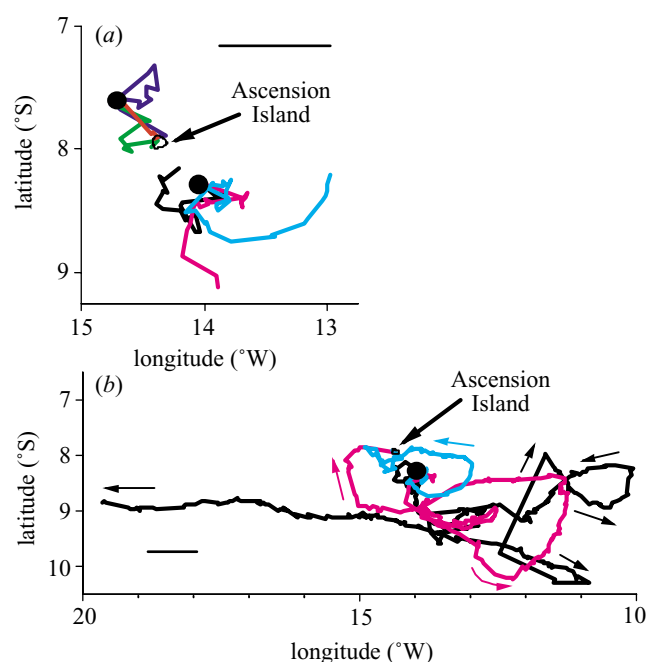 (a)
7
8
9
latitude (˚S)
Ascension
Island
15
14
13
longitude (˚W)
(b)
Ascension
Island
7
8
9
10
latitude (˚S)
20
15
10
longitude (˚W)